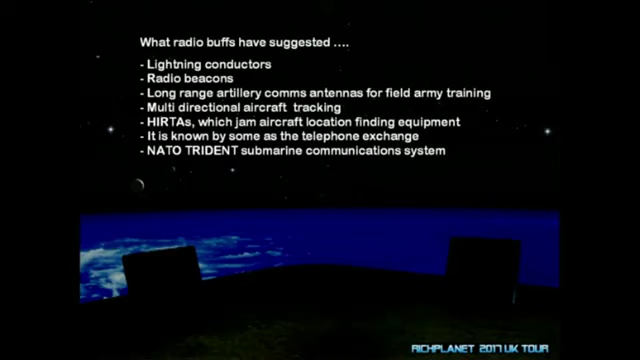 What radio buffs have suggested ....
- Lightning conductors
- Radio beacons
- Long range artillery comms antennas for field army training
- Multi directional aircraft  tracking
- HIRTAs, which jam aircraft location finding equipment
- It is known by some as the telephone exchange
- NATO TRIDENT submarine communications system
RICHPLANET 2017 UK TOUR